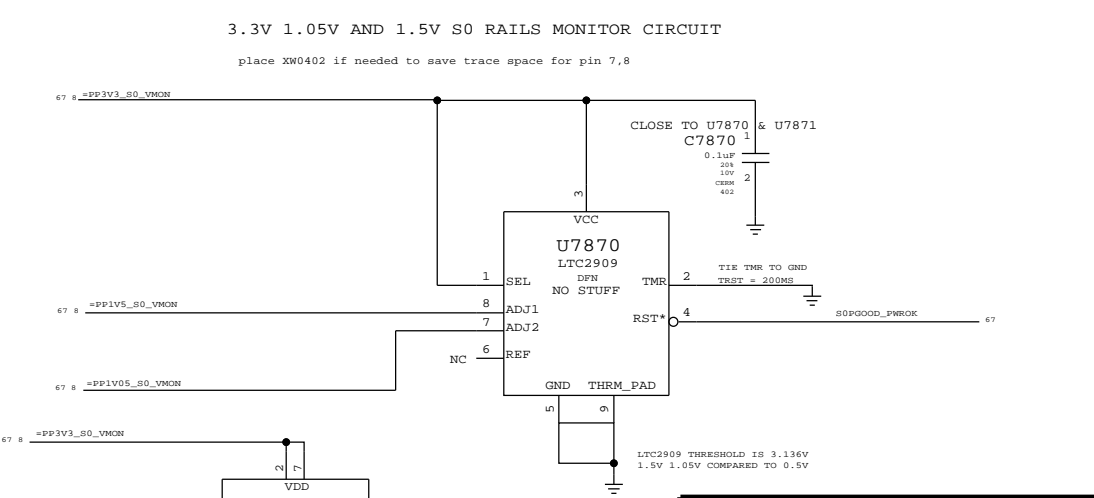 3.3V 1.05V AND 1.5V S0 RAILS MONITOR CIRCUIT
place XW0402 if needed to save trace space for pin 7,8
67 8 =PP3V3_S0_VMON
CLOSE TO U7870 & U7871
C7870 1
0.1uF
20%
10V
CERM
402
2
3
VCC
U7870
LTC2909
DFN
NO STUFF
1 SEL
TMR 2
TIE TMR TO GND
TRST = 200MS
67 8 =PP1V5_S0_VMON
8 ADJ1
7 ADJ2
RST* 4
S0PGOOD_PWROK 67
NC 6 REF
67 8 =PP1V05_S0_VMON
GND THRM_PAD
5 9
67 8 =PP3V3_S0_VMON
LTC2909 THRESHOLD IS 3.136V
1.5V 1.05V COMPARED TO 0.5V
2 7
VDD